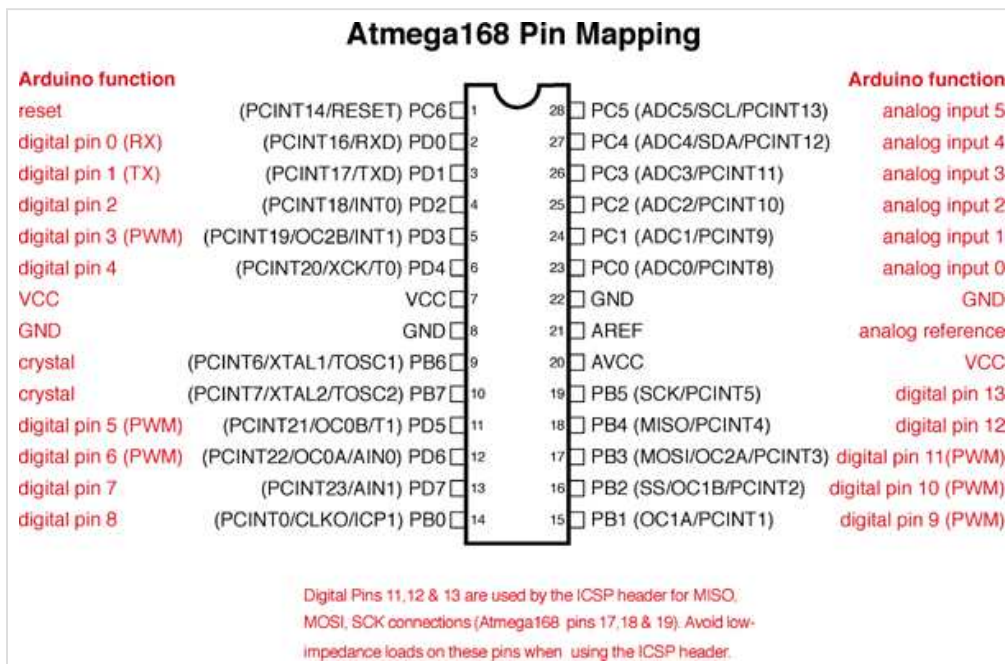 Atmega168 Pin Mapping
Arduino function Arduino function
reset (PCINT14/RESET) PC6 1 28 PC5 (ADC5/SCL/PCINT13) analog input 5
digital pin 0 (RX) (PCINT16/RXD) PD0 2 27 PC4 (ADC4/SDA/PCINT12) analog input 4
digital pin 1 (TX) (PCINT17/TXD) PD1 3 26 PC3 (ADC3/PCINT11) analog input 3
digital pin 2 (PCINT18/INT0) PD2 4 25 PC2 (ADC2/PCINT10) analog input 2
digital pin 3 (PWM) (PCINT19/OC2B/INT1) PD3 5 24 PC1 (ADC1/PCINT9) analog input 1
digital pin 4 (PCINT20/XCK/T0) PD4 6 23 PC0 (ADC0/PCINT8) analog input 0
VCC VCC 7 22 GND GND
GND GND 8 21 AREF analog reference
crystal (PCINT6/XTAL1/TOSC1) PB6 9 20 AVCC VCC
crystal (PCINT7/XTAL2/TOSC2) PB7 10 19 PB5 (SCK/PCINT5) digital pin 13
digital pin 5 (PWM) (PCINT21/OC0B/T1) PD5 11 18 PB4 (MISO/PCINT4) digital pin 12
digital pin 6 (PWM) (PCINT22/OC0A/AIN0) PD6 12 17 PB3 (MOSI/OC2A/PCINT3) digital pin 11(PWM)
digital pin 7 (PCINT23/AIN1) PD7 13 16 PB2 (SS/OC1B/PCINT2) digital pin 10 (PWM)
digital pin 8 (PCINT0/CLKO/ICP1) PB0 14 15 PB1 (OC1A/PCINT1) digital pin 9 (PWM)
Digital Pins 11,12 & 13 are used by the ICSP header for MISO,
MOSI, SCK connections (Atmega168 pins 17,18 & 19). Avoid low-
impedance loads on these pins when using the ICSP header.